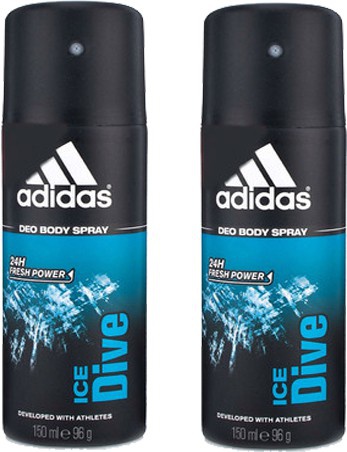 adidas
DEO BODY SPRAY
24H
FRESH POWER
ICE
Dive
DEVELOPED WITH ATHLETES
150 ml e 96 g
adidas
DEO BODY SPRAY
24H
FRESH POWER
ICE
Dive
DEVELOPED WITH ATHLETES
150 ml e 96 g